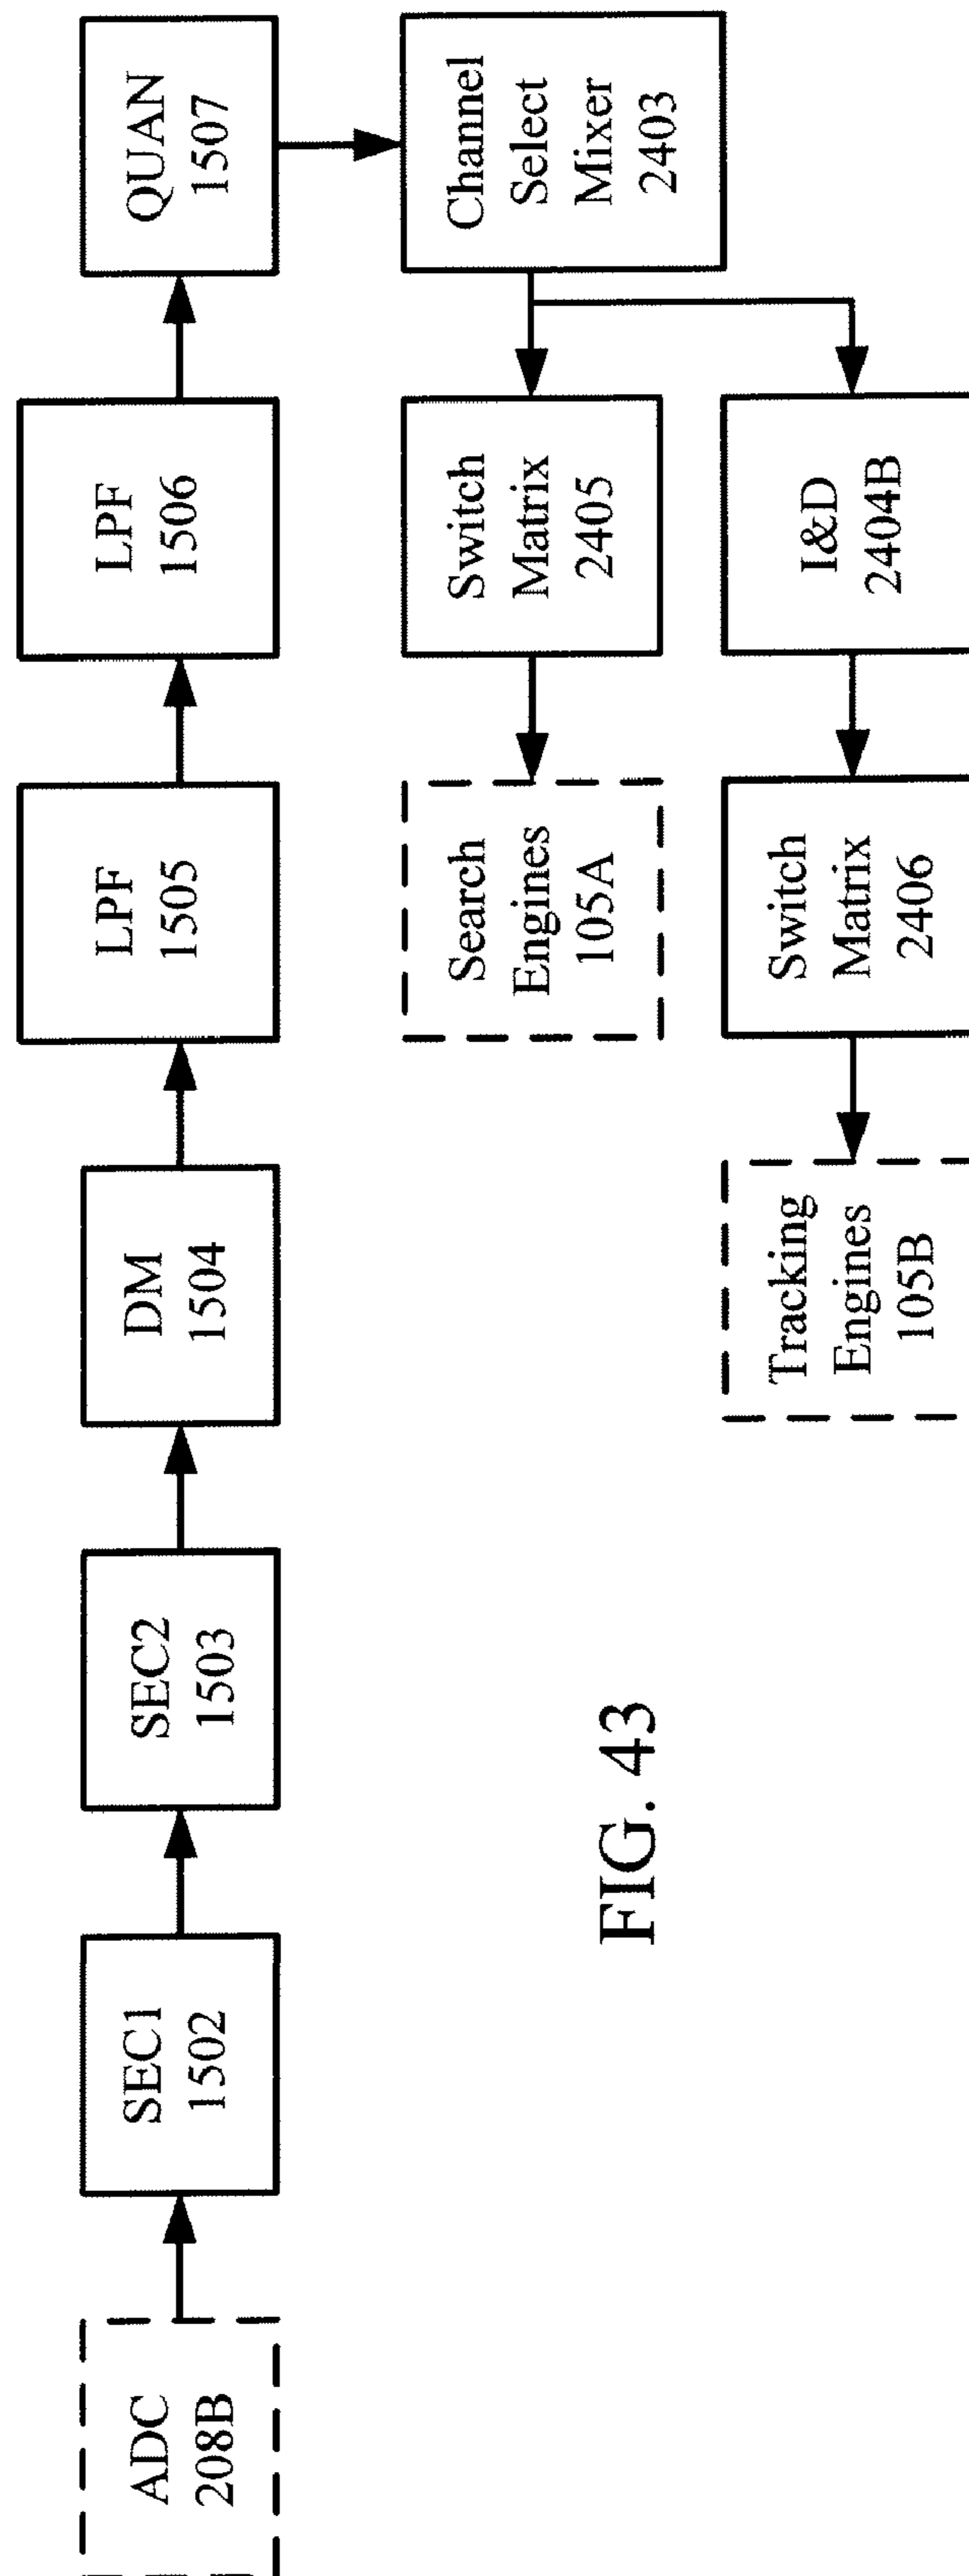 ADC
208B
SEC1
1502
SEC2
1503
DM
1504
LPF
1505
LPF
1506
QUAN
1507
Channel
Select
Mixer
2403
Switch
Matrix
2405
Search
Engines
105A
I&D
2404B
Switch
Matrix
2406
Tracking
Engines
105B
FIG. 43